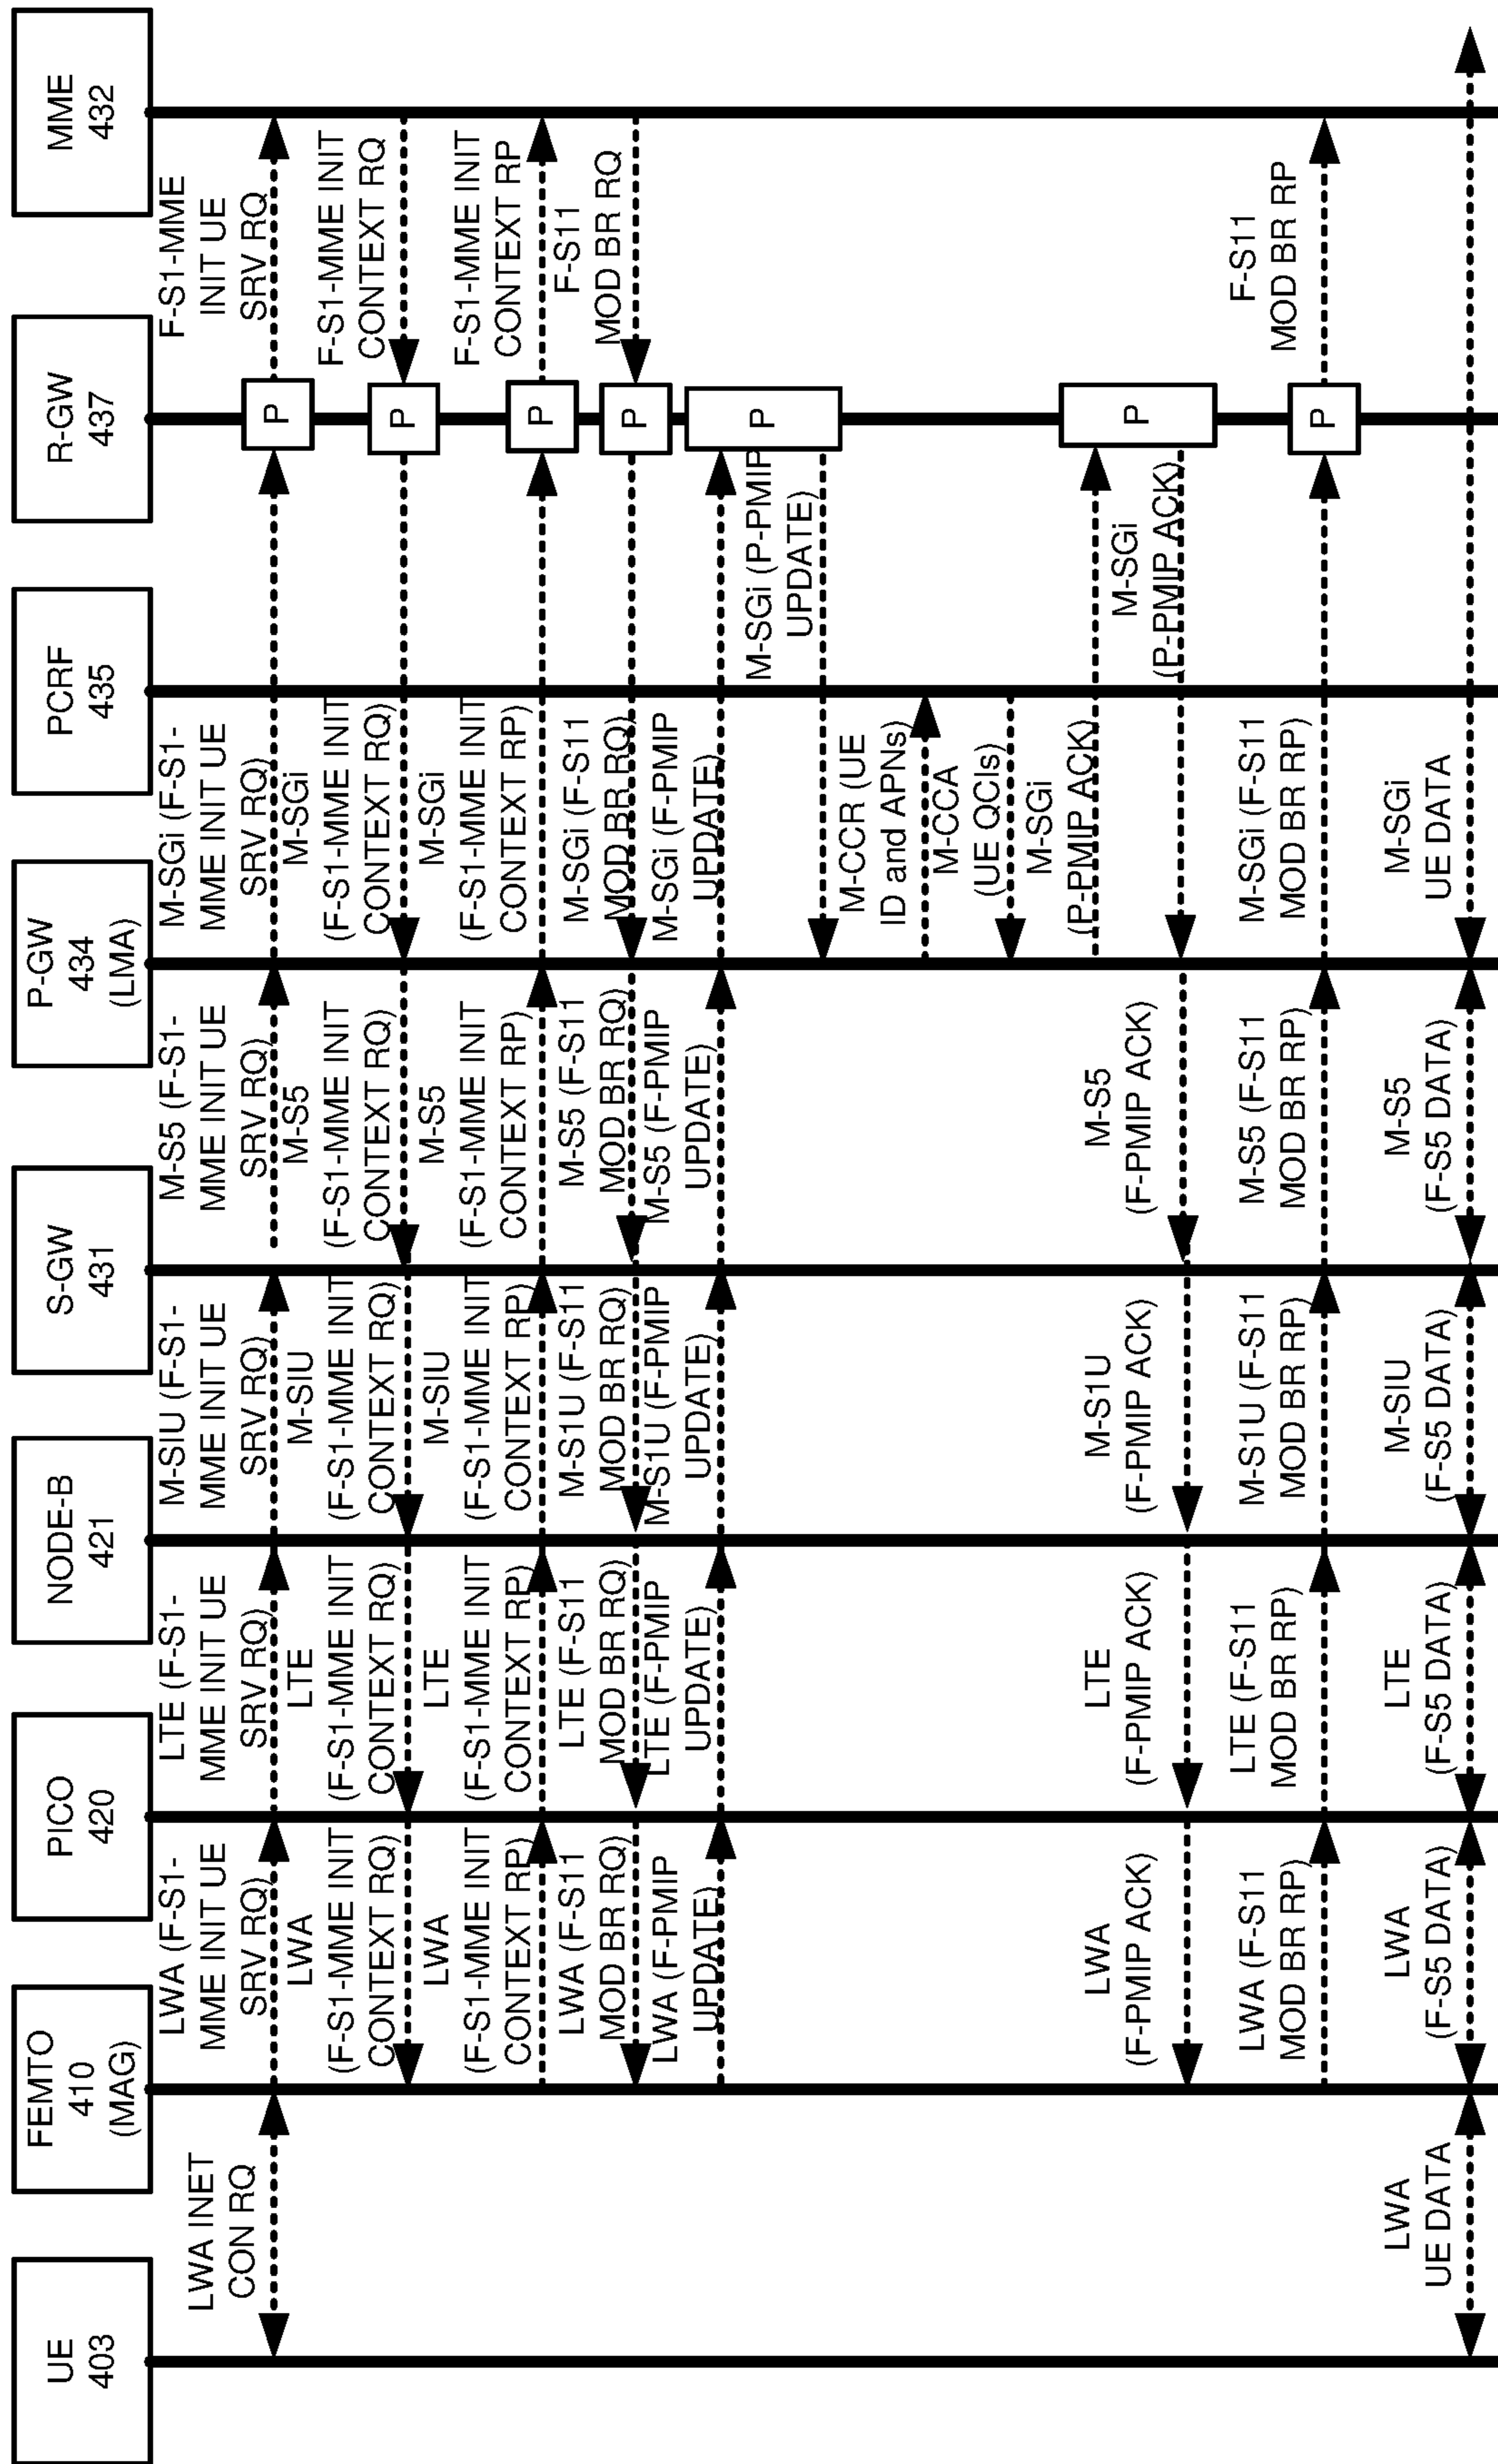 UE
403
FEMTO
410
(MAG)
PICO
420
NODE-B
421
S-GW
431
P-GW
434
(LMA)
PCRF
435
R-GW
437
MME
432
LWA INET
CON RQ
LWA (F-S1-
MME INIT UE
SRV RQ)
LTE (F-S1-
MME INIT UE
SRV RQ)
M-SIU (F-S1-
MME INIT UE
SRV RQ)
M-S5 (F-S1-
MME INIT UE
SRV RQ)
M-SGi (F-S1-
MME INIT UE
SRV RQ)
P
F-S1-MME
INIT UE
SRV RQ
LWA
(F-S1-MME INIT
CONTEXT RQ)
LTE
(F-S1-MME INIT
CONTEXT RQ)
M-SIU
(F-S1-MME INIT
CONTEXT RQ)
M-S5
(F-S1-MME INIT
CONTEXT RQ)
M-SGi
(F-S1-MME INIT
CONTEXT RQ)
P
F-S1-MME INIT
CONTEXT RQ
LWA
(F-S1-MME INIT
CONTEXT RP)
LTE
(F-S1-MME INIT
CONTEXT RP)
M-SIU
(F-S1-MME INIT
CONTEXT RP)
M-S5
(F-S1-MME INIT
CONTEXT RP)
M-SGi
(F-S1-MME INIT
CONTEXT RP)
P
F-S1-MME INIT
CONTEXT RP
LWA (F-S11
MOD BR RQ)
LTE (F-S11
MOD BR RQ)
M-S1U (F-S11
MOD BR RQ)
M-S5 (F-S11
MOD BR RQ)
M-SGi (F-S11
MOD BR RQ)
P
F-S11
MOD BR RQ
LWA (F-PMIP
UPDATE)
LTE (F-PMIP
UPDATE)
M-S1U (F-PMIP
UPDATE)
M-S5 (F-PMIP
UPDATE)
M-SGi (F-PMIP
UPDATE)
P
M-SGi (P-PMIP
UPDATE)
M-CCR (UE
ID and APNs)
M-CCA
(UE QCIs)
M-SGi
(P-PMIP ACK)
P
LWA
(F-PMIP ACK)
LTE
(F-PMIP ACK)
M-S1U
(F-PMIP ACK)
M-S5
(F-PMIP ACK)
M-SGi
(P-PMIP ACK)
LWA (F-S11
MOD BR RP)
LTE (F-S11
MOD BR RP)
M-S1U (F-S11
MOD BR RP)
M-S5 (F-S11
MOD BR RP)
M-SGi (F-S11
MOD BR RP)
P
F-S11
MOD BR RP
LWA
UE DATA
LWA
(F-S5 DATA)
LTE
(F-S5 DATA)
M-SIU
(F-S5 DATA)
M-S5
(F-S5 DATA)
M-SGi
UE DATA